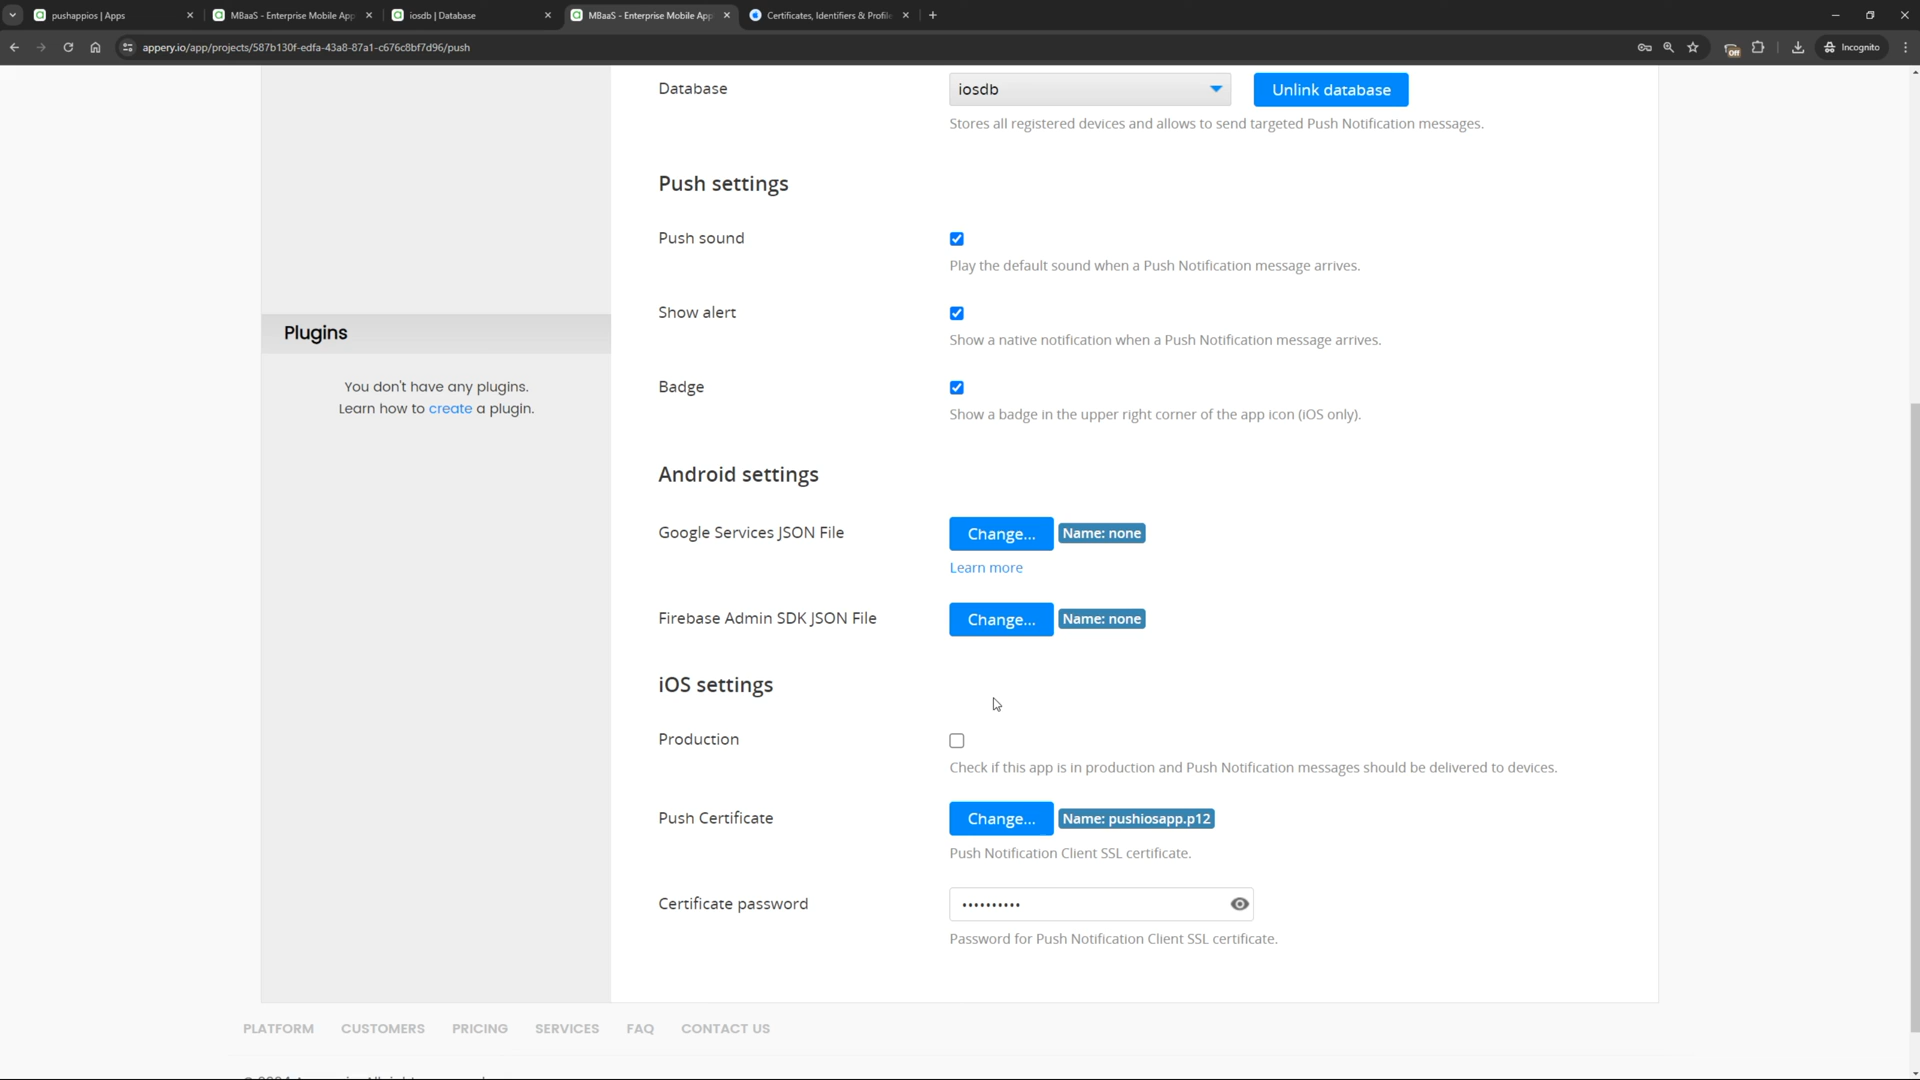 pushappios | Apps
MBaaS - Enterprise Mobile App
iosdb | Database
MBaaS - Enterprise Mobile App
Certificates, Identifiers & Profile
appery.io/app/projects/587b130f-edfa-43a8-87a1-c676c8bf7d96/push
Off
Incognito
Database
iosdb
Unlink database
Stores all registered devices and allows to send targeted Push Notification messages.
Push settings
Push sound
Play the default sound when a Push Notification message arrives.
Plugins
Show alert
Show a native notification when a Push Notification message arrives.
You don't have any plugins.
Learn how to create a plugin.
Badge
Show a badge in the upper right corner of the app icon (iOS only).
Android settings
Google Services JSON File
Change...
Name: none
Learn more
Firebase Admin SDK JSON File
Change...
Name: none
iOS settings
Production
Check if this app is in production and Push Notification messages should be delivered to devices.
Push Certificate
Change...
Name: pushiosapp.p12
Push Notification Client SSL certificate.
Certificate password
••••••••••
Password for Push Notification Client SSL certificate.
PLATFORM
CUSTOMERS
PRICING
SERVICES
FAQ
CONTACT US